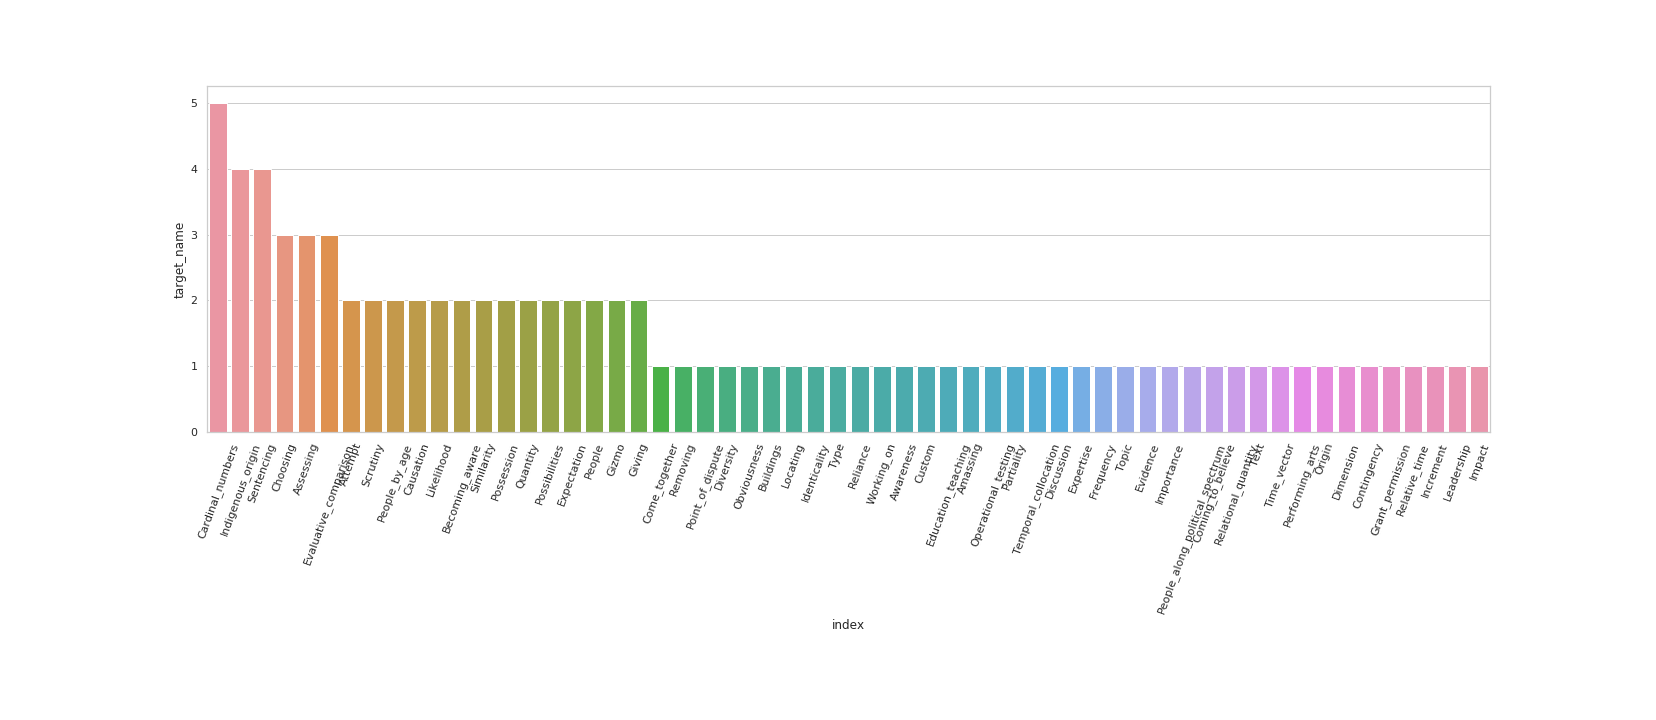 5
4
3
2
1
0
target_name
Cardinal_numbers
Indigenous_origin
Sentencing
Choosing
Assessing
Evaluative_comparison
Attempt
Scrutiny
People_by_age
Causation
Likelihood
Becoming_aware
Similarity
Possession
Quantity
Possibilities
Expectation
People
Gizmo
Giving
Come_together
Removing
Point_of_dispute
Diversity
Obviousness
Buildings
Locating
Identicality
Type
Reliance
Working_on
Awareness
Custom
Education_teaching
Amassing
Operational_testing
Partiality
Temporal_collocation
Discussion
Expertise
Frequency
Topic
Evidence
Importance
People_along_political_spectrum
Coming_to_believe
Relational_quantity
Text
Time_vector
Performing_arts
Origin
Dimension
Contingency
Grant_permission
Relative_time
Increment
Leadership
Impact
index